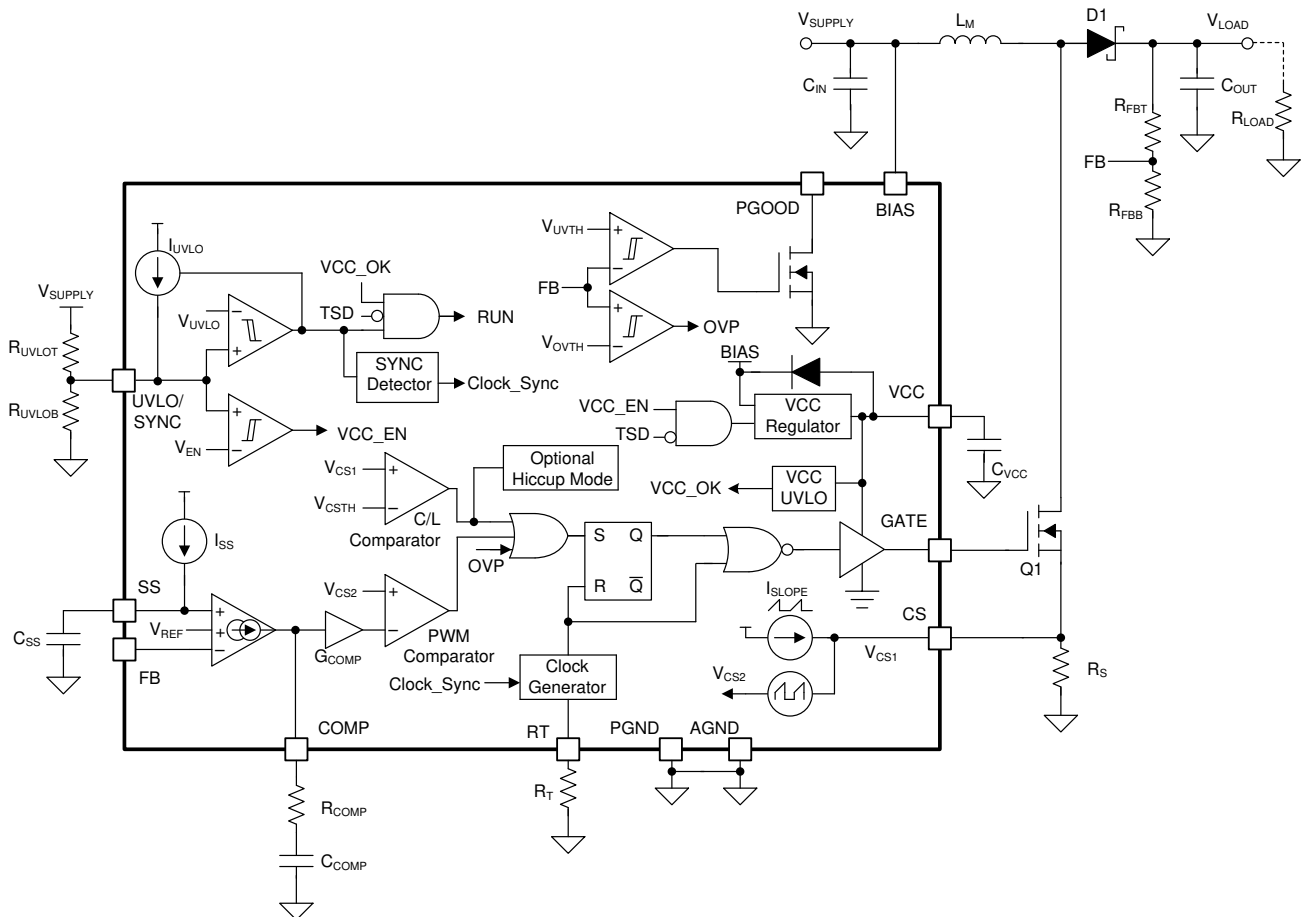 VSUPPLY
LM
D1
VLOAD
CIN
COUT
RFBT
RLOAD
FB
RFBB
PGOOD
BIAS
IUVLO
VUVTH
VCC_OK
FB
VSUPPLY
TSD
RUN
VUVLO
OVP
VOVTH
RUVLOT
SYNC
Detector
Clock_Sync
BIAS
UVLO/
SYNC
RUVLOB
VCC_EN
TSD
VCC
Regulator
VCC
VEN
VCC_EN
VCS1
Optional
Hiccup Mode
CVCC
VCSTH
VCC_OK
VCC
UVLO
C/L
Comparator
GATE
ISS
OVP
S
Q
R
Q
Q1
SS
VCS2
ISLOPE
CS
CSS
VREF
FB
GCOMP
PWM
Comparator
VCS1
Clock_Sync
Clock
Generator
VCS2
RS
COMP
RT
PGND
AGND
RT
RCOMP
CCOMP